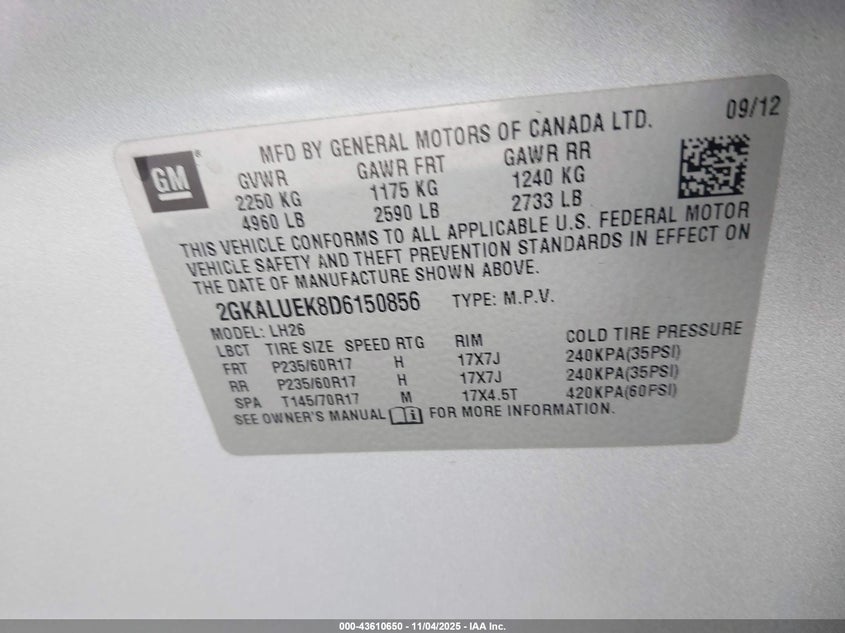 09/12
GM®
MFD BY GENERAL MOTORS OF CANADA LTD.
GVWR GAWR FRT GAWR RR
2250 KG 1175 KG 1240 KG
4960 LB 2590 LB 2733 LB
THIS VEHICLE CONFORMS TO ALL APPLICABLE U.S. FEDERAL MOTOR
VEHICLE SAFETY AND THEFT PREVENTION STANDARDS IN EFFECT ON
THE DATE OF MANUFACTURE SHOWN ABOVE.
2GKALUEK8D6150856 TYPE: M.P.V.
MODEL: LH26
LBCT TIRE SIZE SPEED RTG RIM COLD TIRE PRESSURE
FRT P235/60R17 H 17X7J 240KPA(35PSI)
RR P235/60R17 H 17X7J 240KPA(35PSI)
SPA T145/70R17 M 17X4.5T 420KPA(60PSI)
SEE OWNER'S MANUAL FOR MORE INFORMATION.
000-43610650 - 11/04/2025 - IAA Inc.